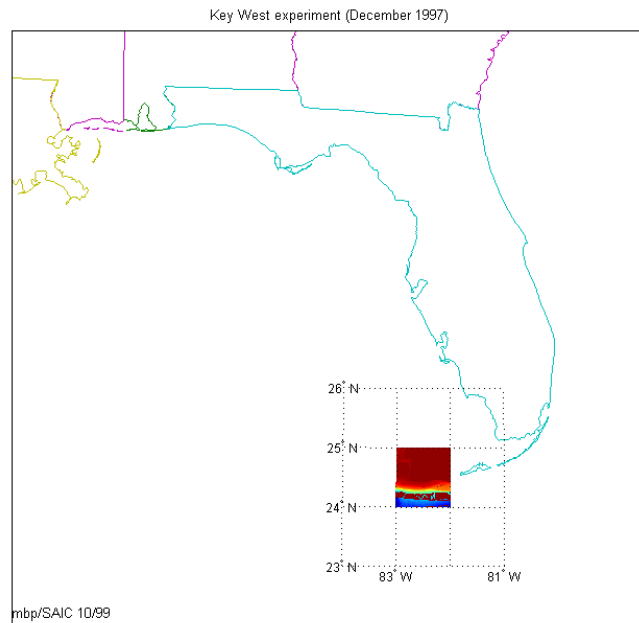 Key West experiment (December 1997)
26° N
25° N
24° N
23° N
83° W
81° W
mbp/SAIC 10/99